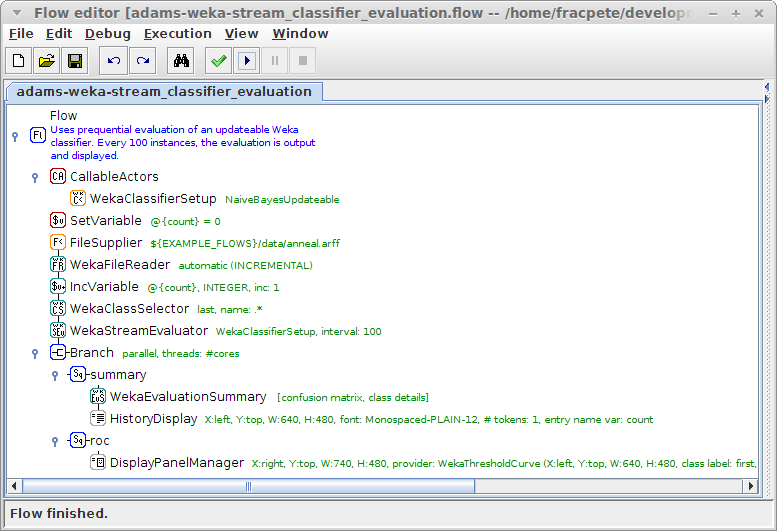 Flow editor [adams-weka-stream_classifier_evaluation.flow -- /home/fracpete/developm
File Edit Debug Execution View Window
adams-weka-stream_classifier_evaluation
Flow
Fl Uses prequential evaluation of an updateable Weka
classifier. Every 100 instances, the evaluation is output
and displayed.
CA CallableActors
WekaClassifierSetup NaiveBayesUpdateable
SetVariable @{count} = 0
FileSupplier ${EXAMPLE_FLOWS}/data/anneal.arff
WekaFileReader automatic (INCREMENTAL)
IncVariable @{count}, INTEGER, inc: 1
WekaClassSelector last, name: .*
WekaStreamEvaluator WekaClassifierSetup, interval: 100
Branch parallel, threads: #cores
Sq summary
WekaEvaluationSummary [confusion matrix, class details]
HistoryDisplay X:left, Y:top, W:640, H:480, font: Monospaced-PLAIN-12, # tokens: 1, entry name var: count
Sq roc
DisplayPanelManager X:right, Y:top, W:740, H:480, provider: WekaThresholdCurve (X:left, Y:top, W:640, H:480, class label: first,
Flow finished.